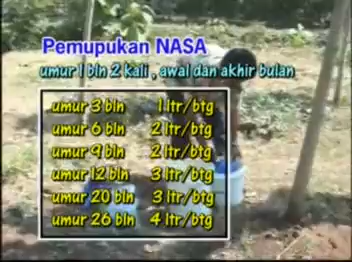 Pemupukan NASA
umur 1 bln 2 kali , awal dan akhir bulan
umur 3 bln 1 ltr/btg
umur 6 bln 2 ltr/btg
umur 9 bln 2 ltr/btg
umur 12 bln 3 ltr/btg
umur 20 bln 3 ltr/btg
umur 26 bln 4 ltr/btg